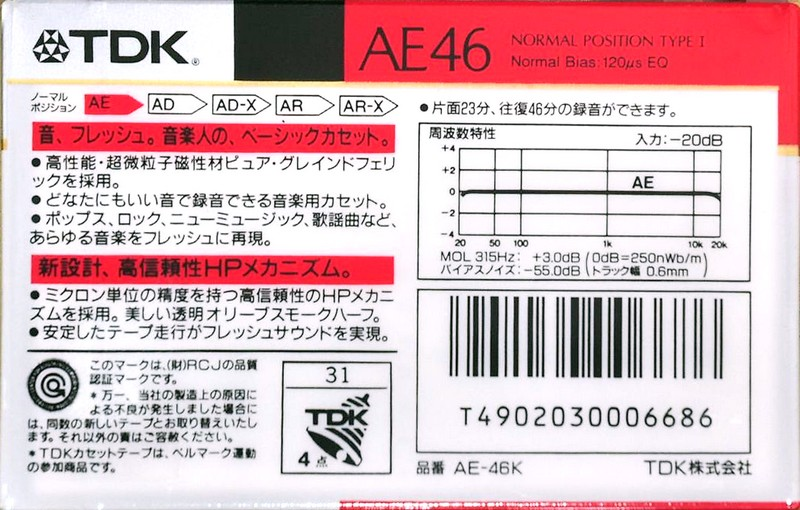 TDK®
AE46
NORMAL POSITION TYPE I
Normal Bias: 120μs EQ
ノーマル
ポジション
AE
AD
AD-X
AR
AR-X
音、フレッシュ。音楽人の、ベーシックカセット。
●高性能・超微粒子磁性材ピュア・グレインドフェリ
ックを採用。
●どなたにもいい音で録音できる音楽用カセット。
●ポップス、ロック、ニューミュージック、歌謡曲など、
あらゆる音楽をフレッシュに再現。
新設計、高信頼性HPメカニズム。
●ミクロン単位の精度を持つ高信頼性のHPメカニ
ズムを採用。美しい透明オリーブスモークハーフ。
●安定したテープ走行がフレッシュサウンドを実現。
このマークは、(財)RCJの品質
認証マークです。
*万一、当社の製造上の原因に
よる不良が発生しました場合に
は、同数の新しいテープとお取り替えいたし
ます。それ以外の責はご容赦ください。
*TDKカセットテープは、ベルマーク運動
の参加商品です。
31
TDK
4点
●片面23分、往復46分の録音ができます。
周波数特性
入力:−20dB
+4
+2
0
−2
−4
AE
20 50 100 1k 10k 20k
MOL 315Hz: +3.0dB (0dB=250nWb/m)
バイアスノイズ:−55.0dB (トラック幅 0.6mm)
T4902030006686
品番 AE-46K
TDK株式会社